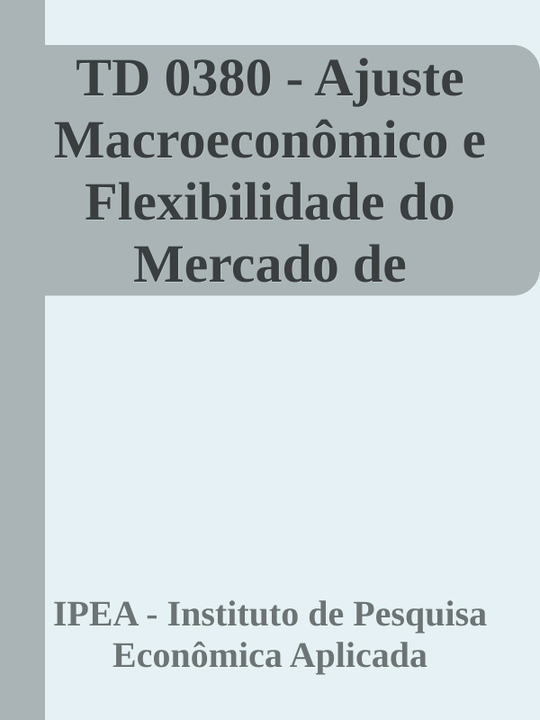 TD 0380 - Ajuste
Macroeconômico e
Flexibilidade do
Mercado de
IPEA - Instituto de Pesquisa
Econômica Aplicada